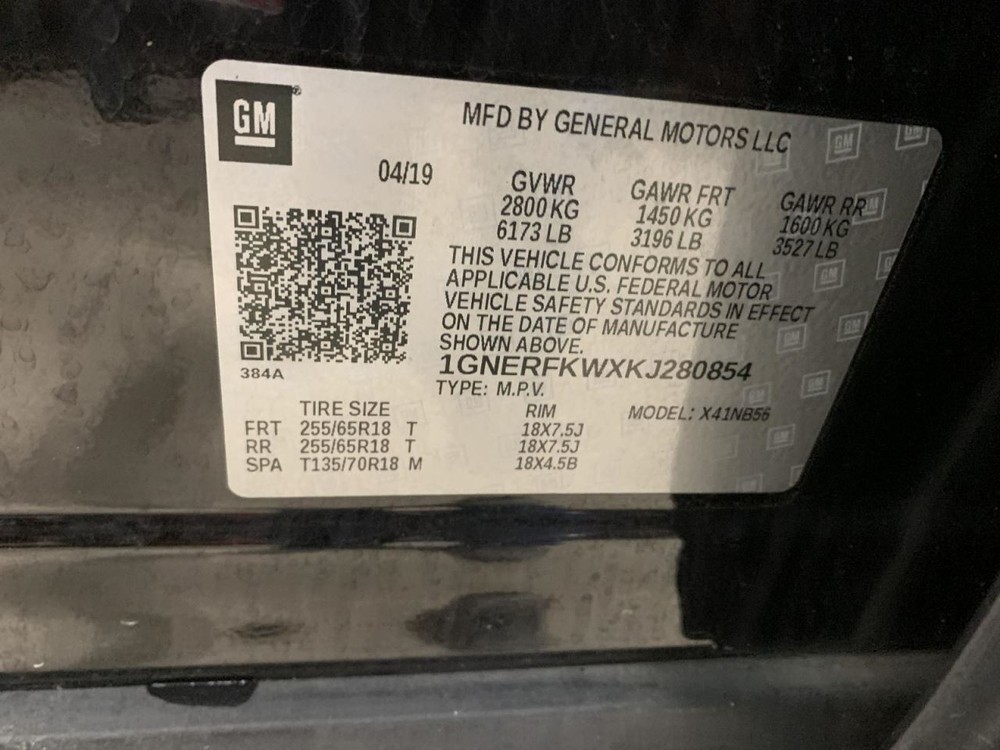 GM
MFD BY GENERAL MOTORS LLC
04/19
GVWR GAWR FRT GAWR RR
2800 KG 1450 KG 1600 KG
6173 LB 3196 LB 3527 LB
THIS VEHICLE CONFORMS TO ALL
APPLICABLE U.S. FEDERAL MOTOR
VEHICLE SAFETY STANDARDS IN EFFECT
ON THE DATE OF MANUFACTURE
SHOWN ABOVE.
384A
1GNERFKWXKJ280854
TYPE: M.P.V.
TIRE SIZE RIM MODEL: X41NB56
FRT 255/65R18 T 18X7.5J
RR 255/65R18 T 18X7.5J
SPA T135/70R18 M 18X4.5B